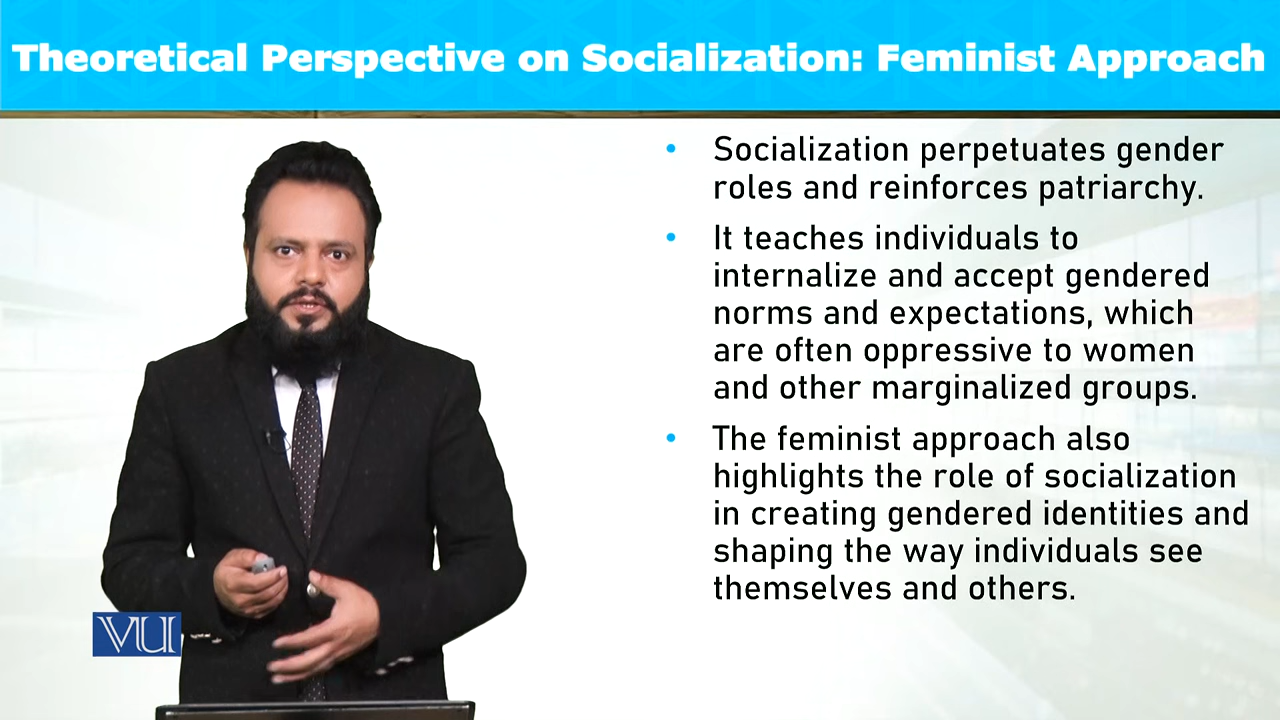 Theoretical Perspective on Socialization: Feminist Approach
• Socialization perpetuates gender
roles and reinforces patriarchy.
• It teaches individuals to
internalize and accept gendered
norms and expectations, which
are often oppressive to women
and other marginalized groups.
• The feminist approach also
highlights the role of socialization
in creating gendered identities and
shaping the way individuals see
themselves and others.
VU